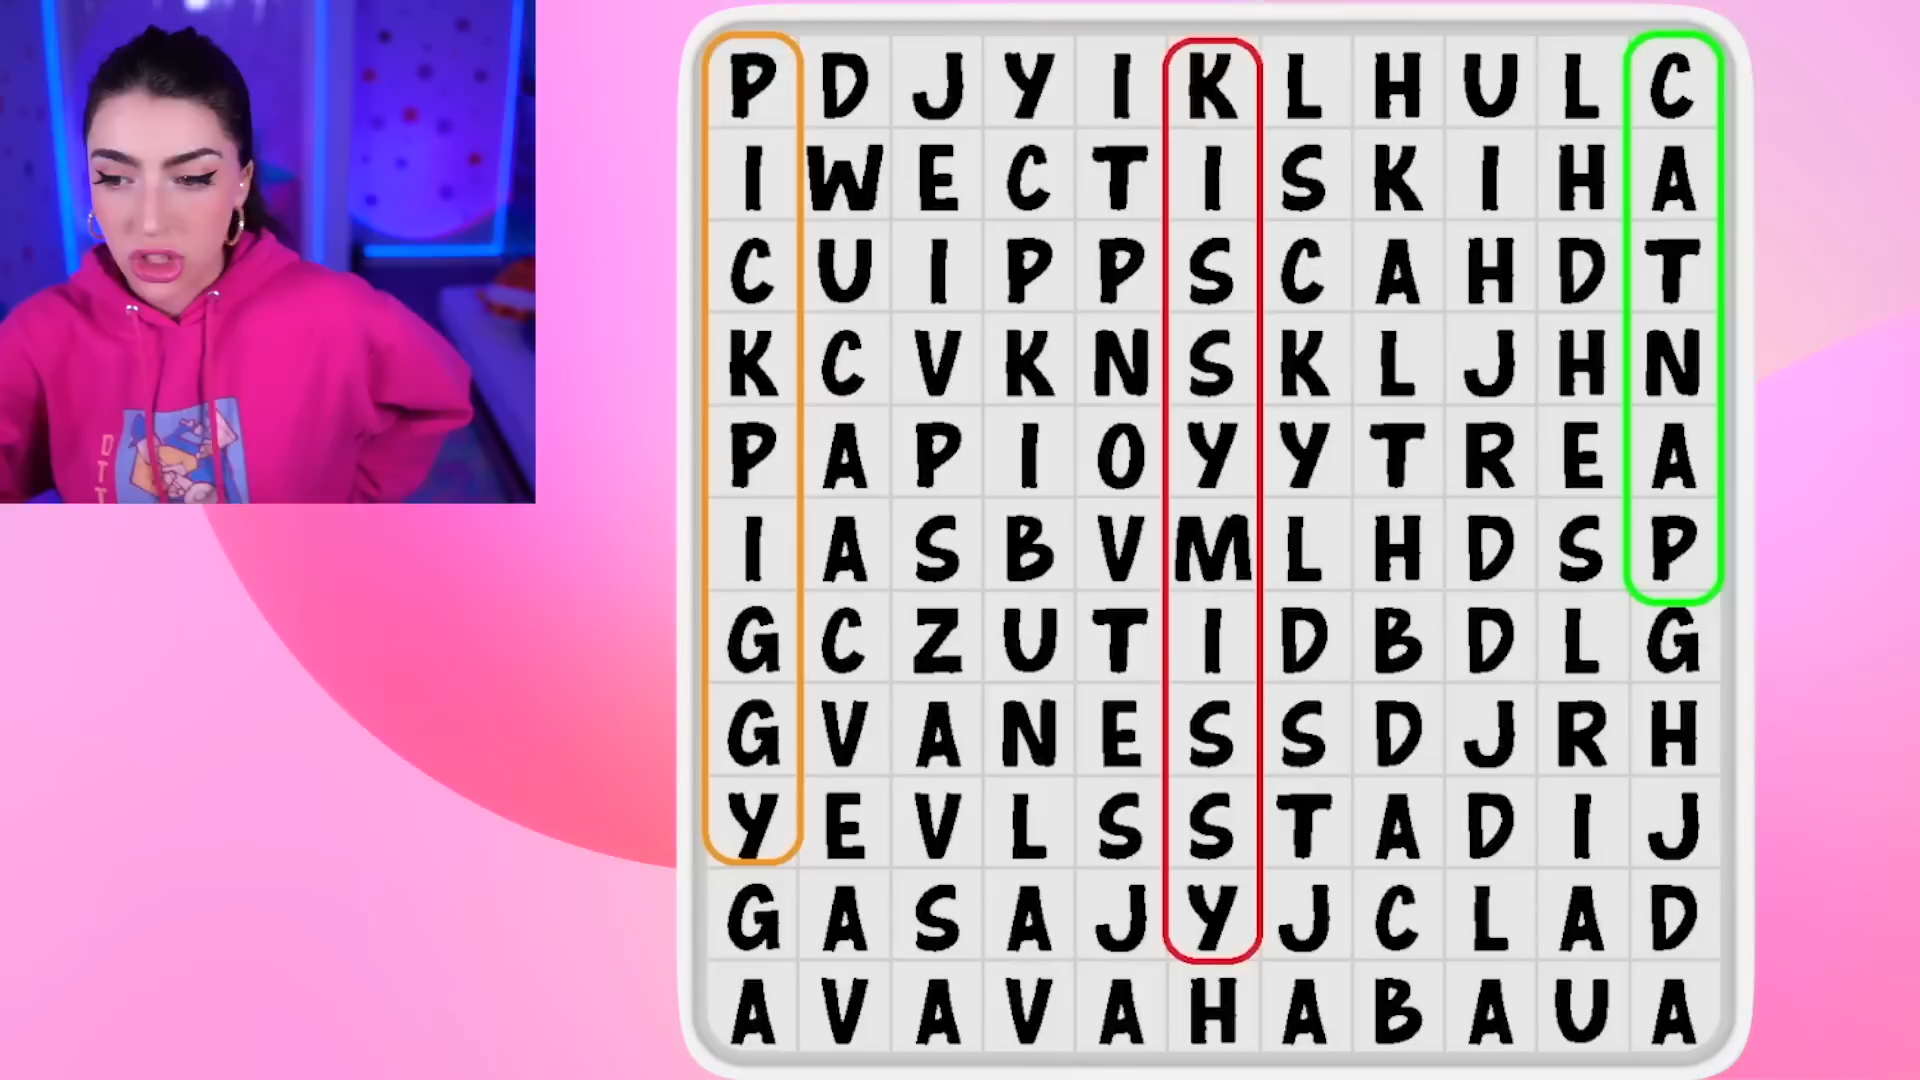 P D J Y I K L H U L C
I W E C T I S K I H A
C U I P P S C A H D T
K C V K N S K L J H N
P A P I O Y Y T R E A
I A S B V M L H D S P
G C Z U T I D B D L G
G V A N E S S D J R H
Y E V L S S T A D I J
G A S A J Y J C L A D
A V A V A H A B A U A